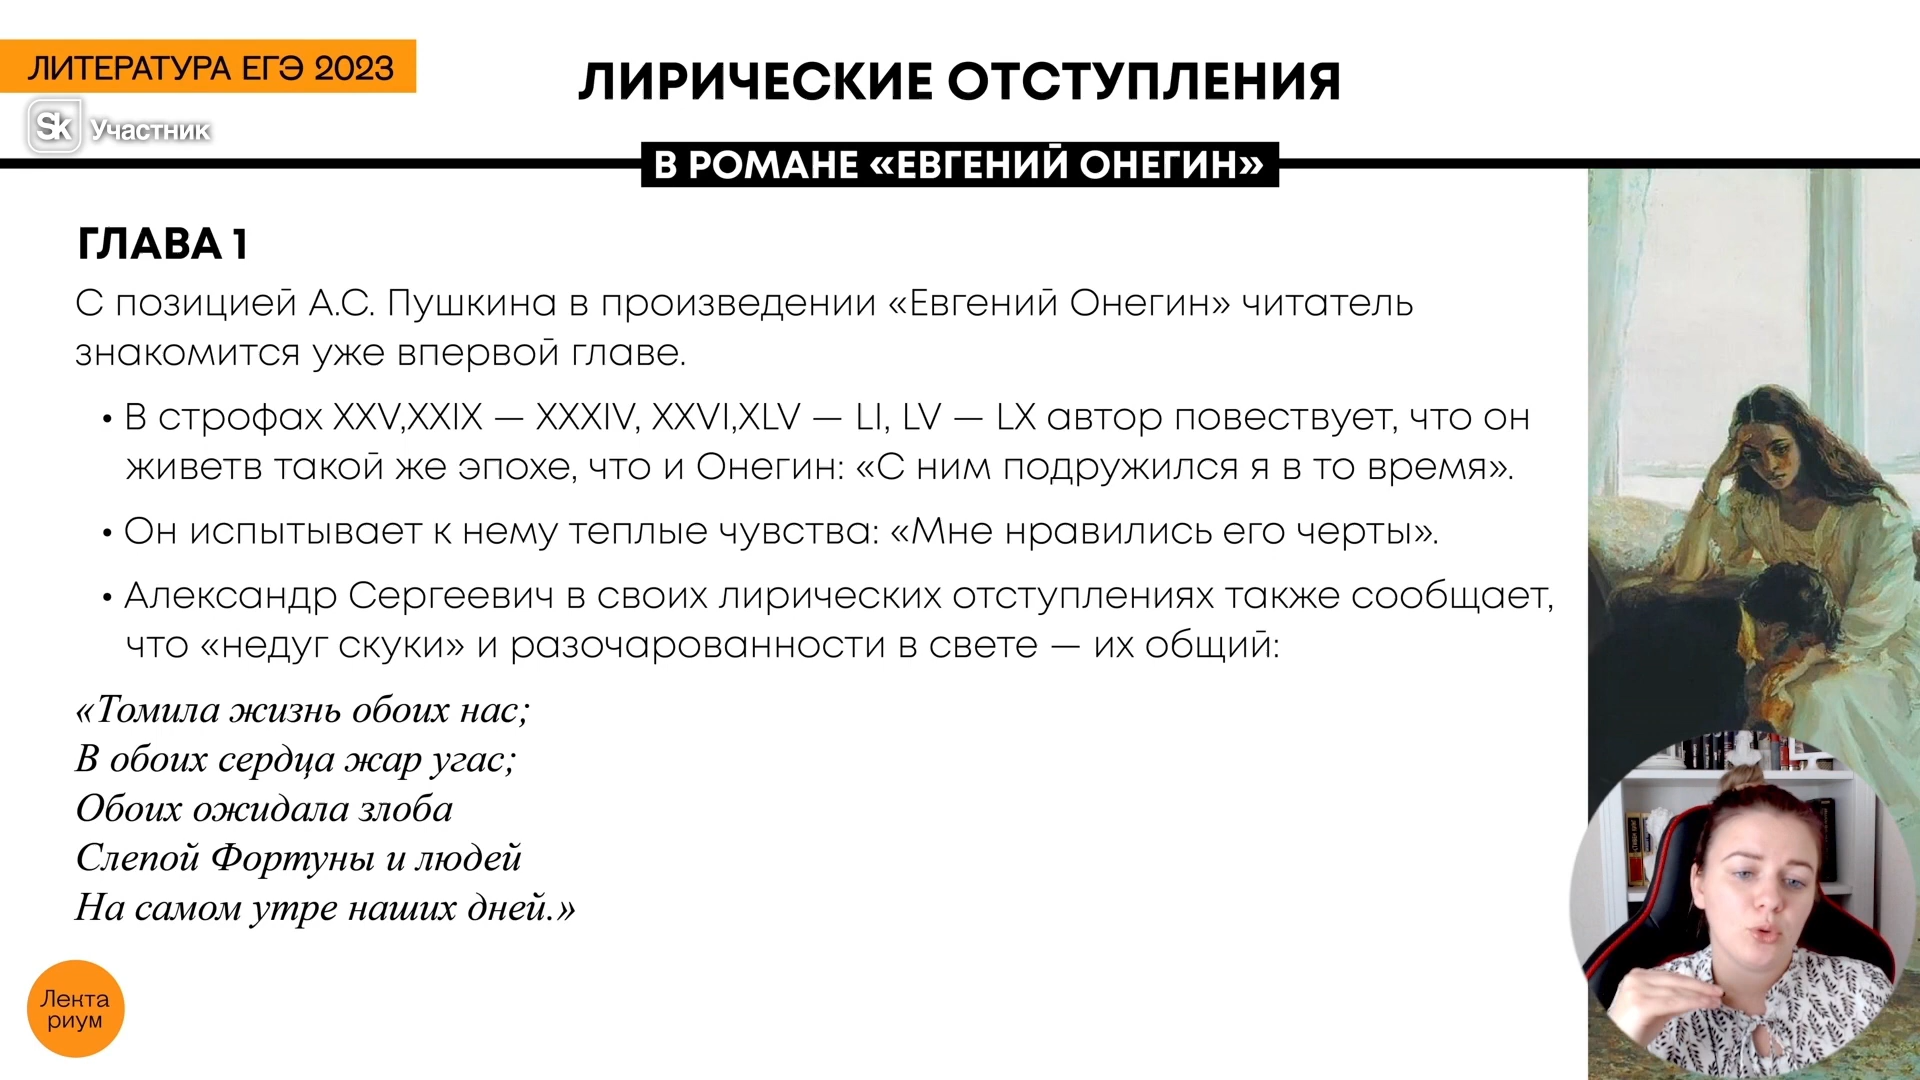 ЛИТЕРАТУРА ЕГЭ 2023
Sk Участник
ЛИРИЧЕСКИЕ ОТСТУПЛЕНИЯ
В РОМАНЕ «ЕВГЕНИЙ ОНЕГИН»
ГЛАВА 1
С позицией А.С. Пушкина в произведении «Евгений Онегин» читатель
знакомится уже впервой главе.
• В строфах XXV,XXIX — XXXIV, XXVI,XLV — LI, LV — LX автор повествует, что он
живетв такой же эпохе, что и Онегин: «С ним подружился я в то время».
• Он испытывает к нему теплые чувства: «Мне нравились его черты».
• Александр Сергеевич в своих лирических отступлениях также сообщает,
что «недуг скуки» и разочарованности в свете — их общий:
«Томила жизнь обоих нас;
В обоих сердца жар угас;
Обоих ожидала злоба
Слепой Фортуны и людей
На самом утре наших дней.»
Лекта
риум